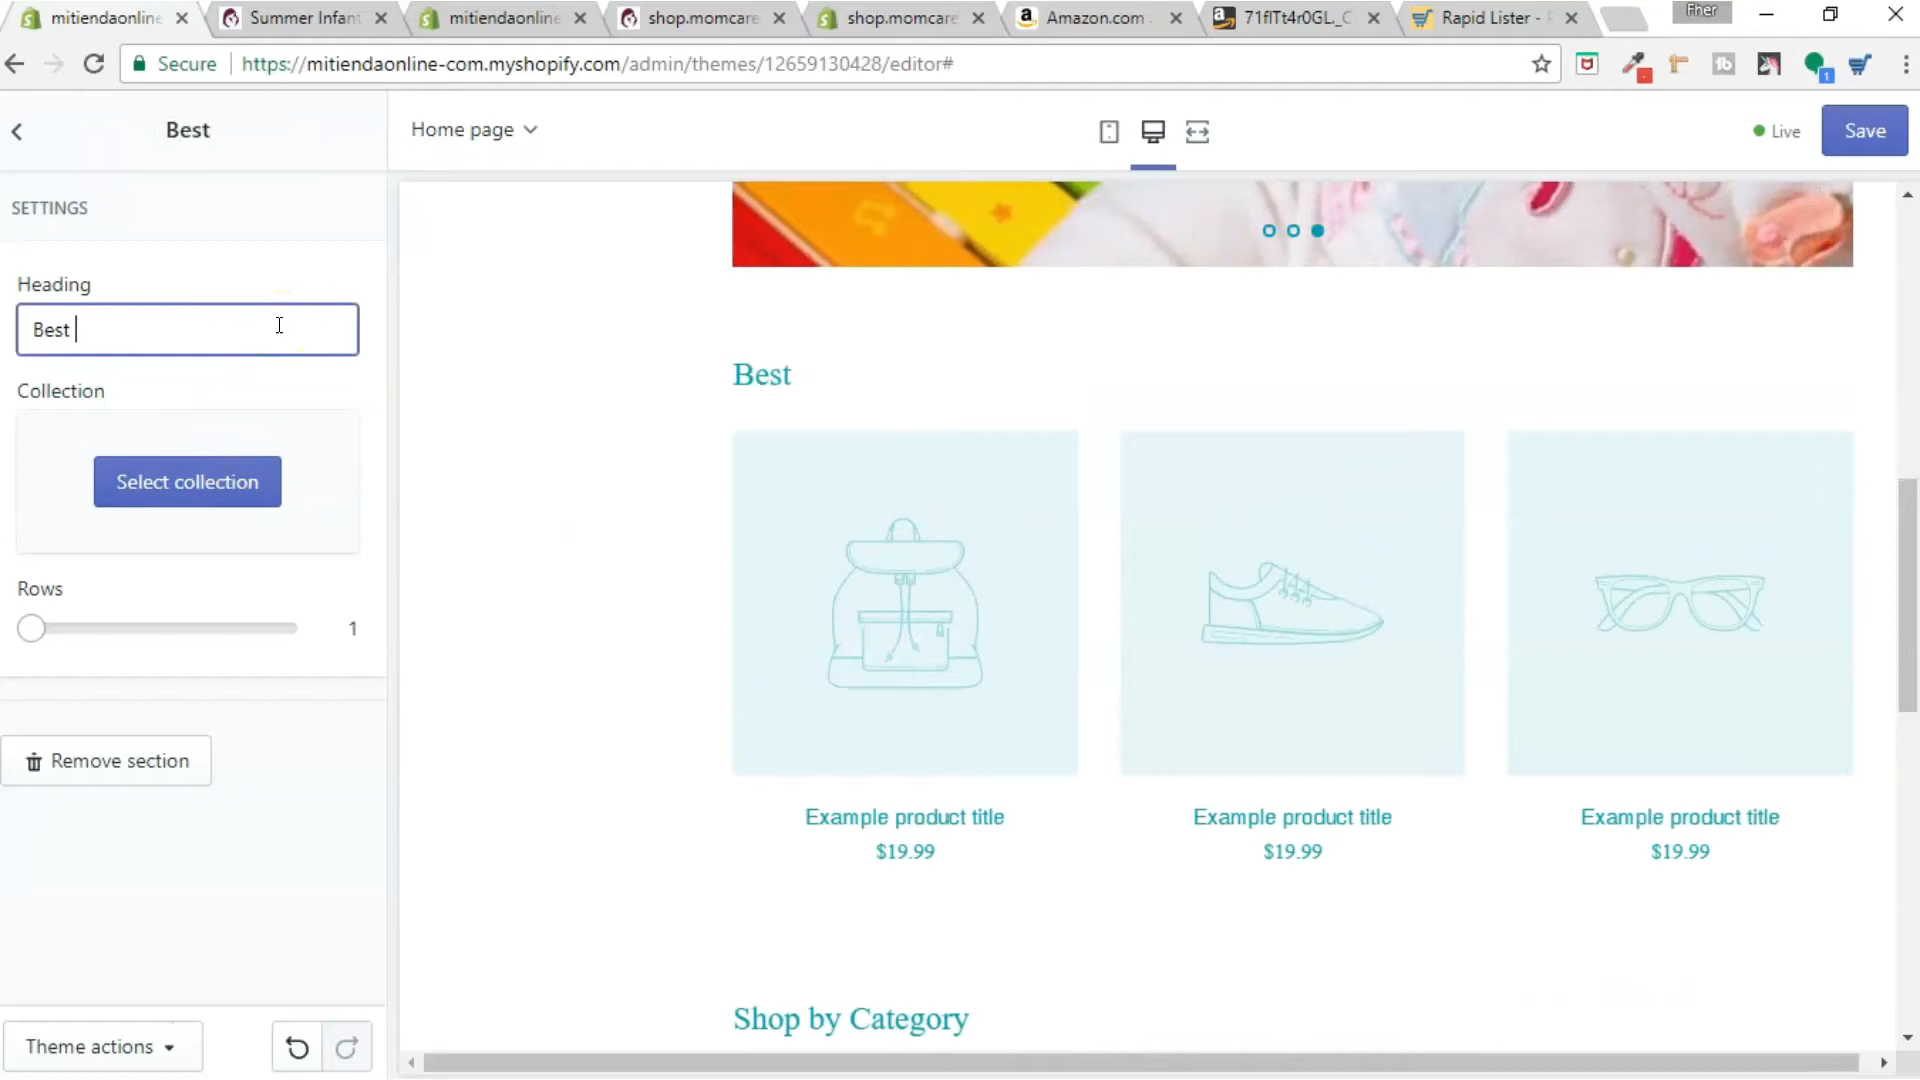 mitiendaonline
Summer Infant
mitiendaonline
shop.momcare
shop.momcare
Amazon.com
71flTt4r0GL._C
Rapid Lister -
Fher
Secure
https://mitiendaonline-com.myshopify.com/admin/themes/12659130428/editor#
1
Best
Home page
Live
Save
SETTINGS
Heading
Best
Collection
Select collection
Rows
1
Remove section
Theme actions
Best
Example product title
$19.99
Example product title
$19.99
Example product title
$19.99
Shop by Category